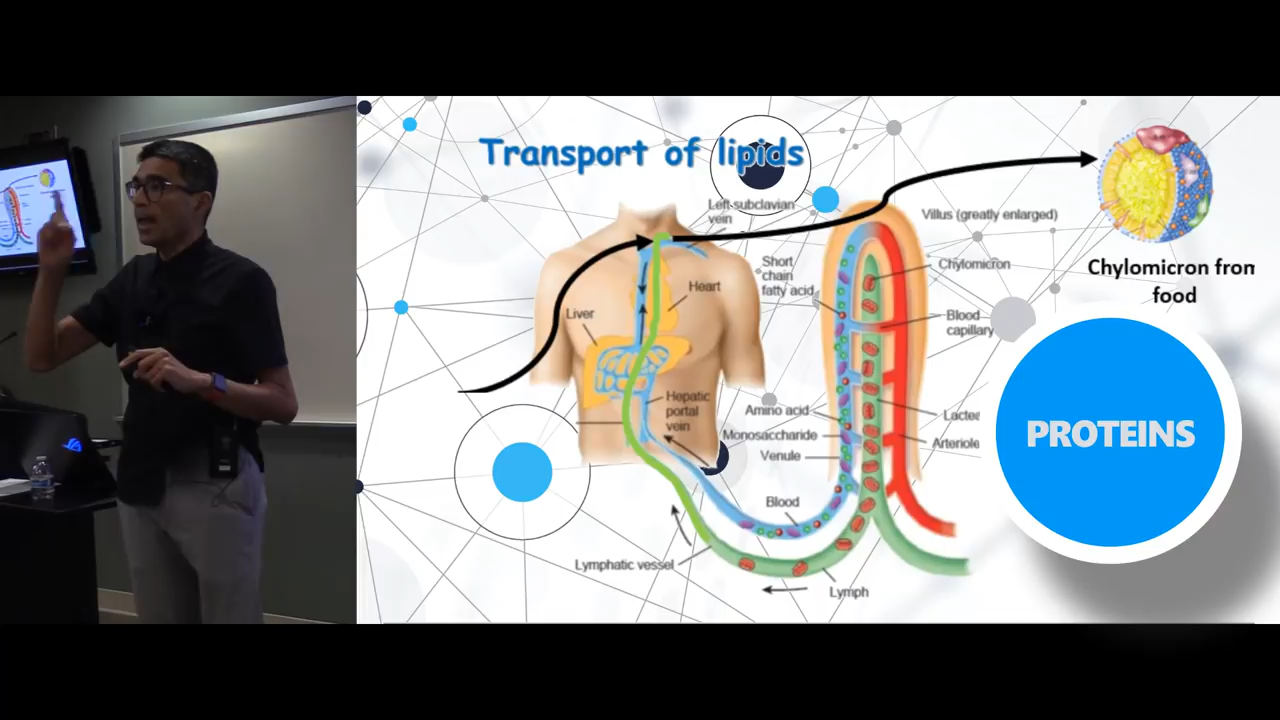 Transport of lipids
Left subclavian
vein
Villus (greatly enlarged)
Short
chain
fatty acid
Chylomicron
Chylomicron from
food
Heart
Liver
Blood
capillary
Hepatic
portal
vein
Amino acid
Monosaccharide
Venule
Arteriole
PROTEINS
Blood
Lymphatic vessel
Lymph